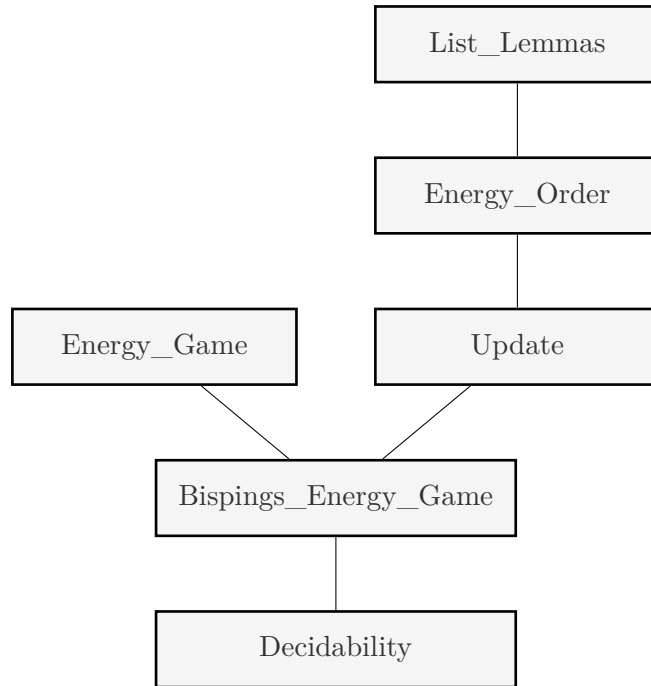 List_Lemmas
Energy_Order
Energy_Game
Update
Bispings_Energy_Game
Decidability